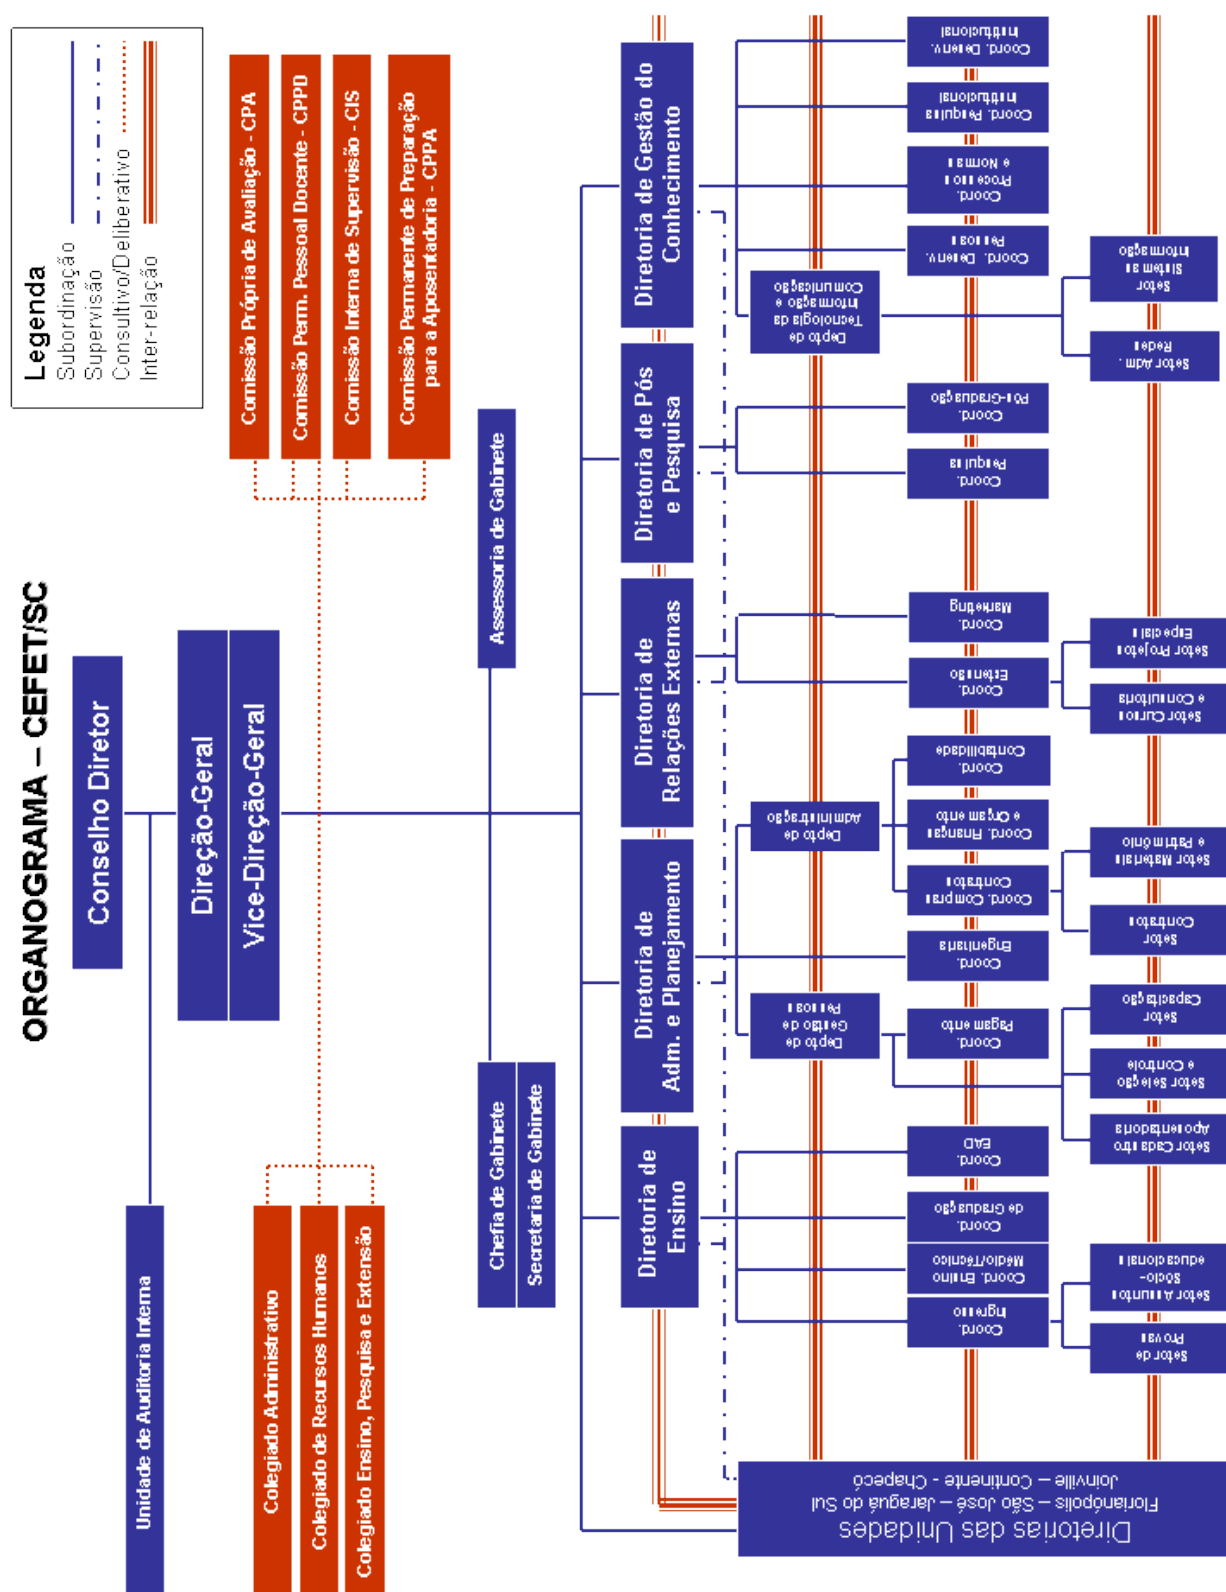 ORGANOGRAMA – CEFET/SC
Legenda
Subordinação
Supervisão
Consultivo/Deliberativo
Inter-relação
Conselho Diretor
Unidade de Auditoria Interna
Direção-Geral
Vice-Direção-Geral
Colegiado Administrativo
Colegiado de Recursos Humanos
Colegiado Ensino, Pesquisa e Extensão
Comissão Própria de Avaliação - CPA
Comissão Perm. Pessoal Docente - CPPD
Comissão Interna de Supervisão - CIS
Comissão Permanente de Preparação
para a Aposentadoria - CPPA
Chefia de Gabinete
Secretaria de Gabinete
Assessoria de Gabinete
Diretoria de
Ensino
Diretoria de
Adm. e Planejamento
Diretoria de
Relações Externas
Diretoria de Pós
e Pesquisa
Diretoria de Gestão do
Conhecimento
Diretorias das Unidades
Florianópolis – São José – Jaraguá do Sul
Joinville – Continente - Chapecó
Depto de
Gestão de
Pessoas
Depto de
Administração
Depto de
Tecnologia da
Informação e
Comunicação
Coord.
Ingresso
Coord. Ensino
Médio/Técnico
Coord.
de Graduação
Coord.
EAD
Coord.
Pagamento
Coord.
Engenharia
Coord. Compras
Contratos
Coord. Finanças
e Orçamento
Coord.
Contabilidade
Coord.
Extensão
Coord.
Marketing
Coord.
Pesquisa
Coord.
Pós-Graduação
Coord. Desenv.
Pessoas
Coord.
Processos
e Normas
Coord. Pesquisa
Institucional
Coord. Desenv.
Institucional
Setor de
Provas
Setor Assuntos
Sócio-
educacionais
Setor Cadastro
Aposentadoria
Setor Seleção
e Controle
Setor
Capacitação
Setor
Contratos
Setor Materiais
e Patrimônio
Setor Cursos
e Consultoria
Setor Projetos
Especiais
Setor Adm.
Redes
Setor
Sistemas
Informação